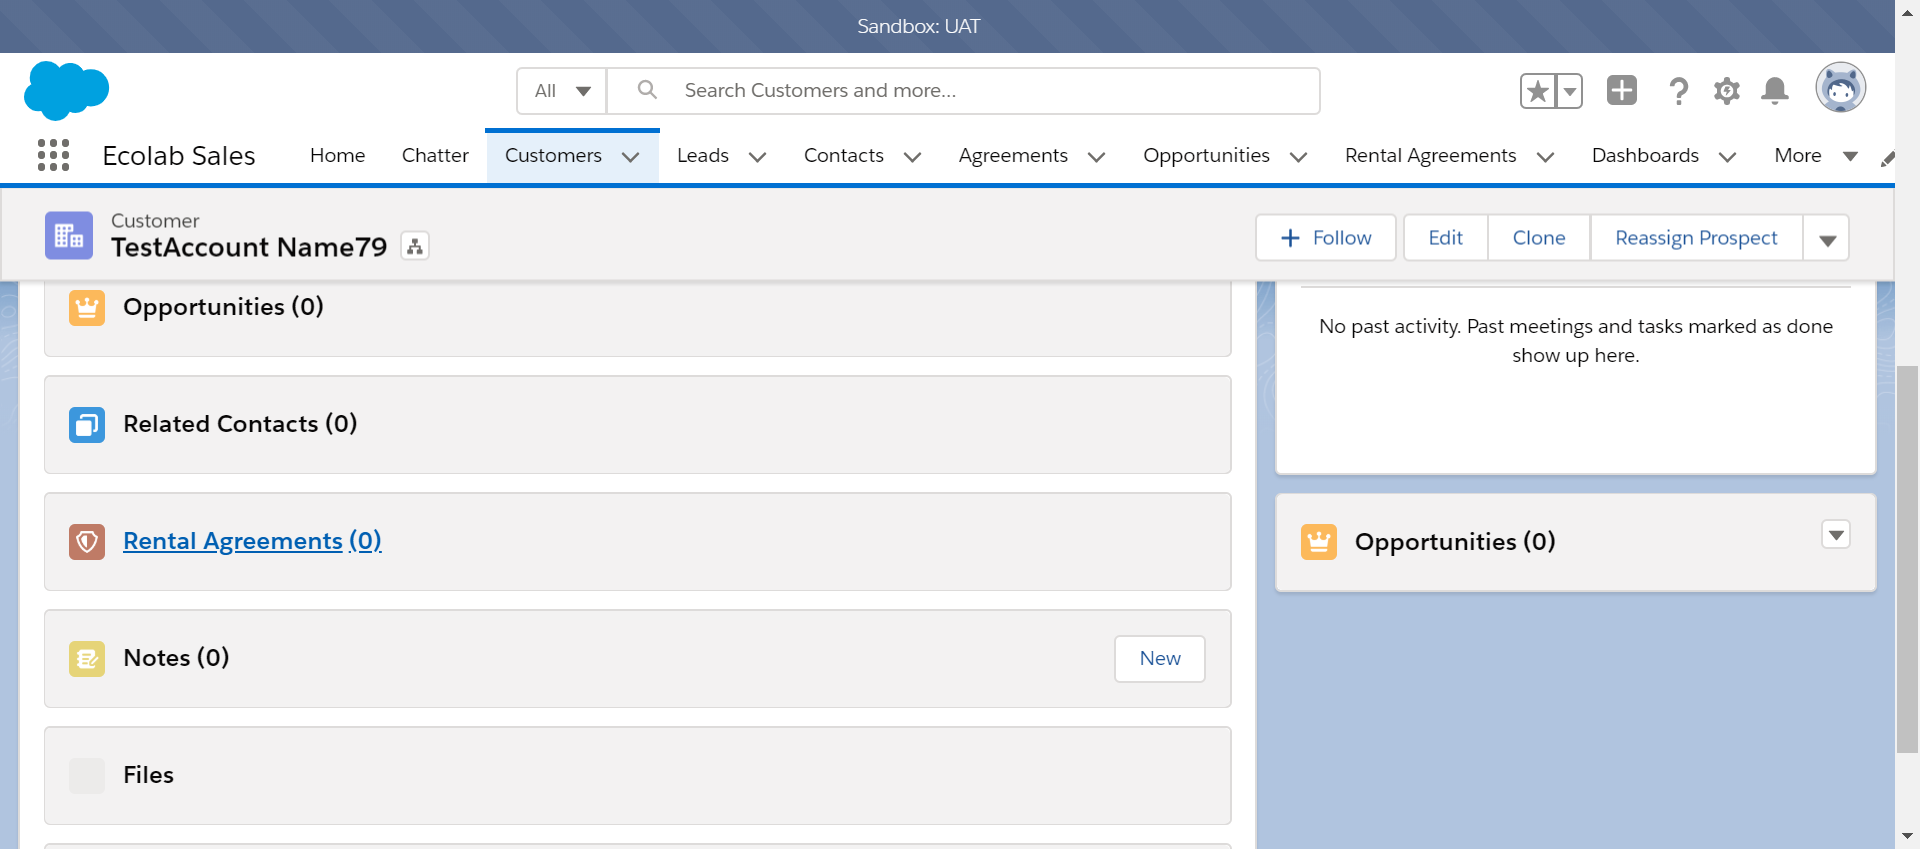 Sandbox: UAT
All
Search Customers and more...
Ecolab Sales
Home
Chatter
Customers
Leads
Contacts
Agreements
Opportunities
Rental Agreements
Dashboards
More
Customer
TestAccount Name79
Follow
Edit
Clone
Reassign Prospect
Opportunities (0)
Related Contacts (0)
Rental Agreements (0)
Notes (0)
New
Files
No past activity. Past meetings and tasks marked as done
show up here.
Opportunities (0)